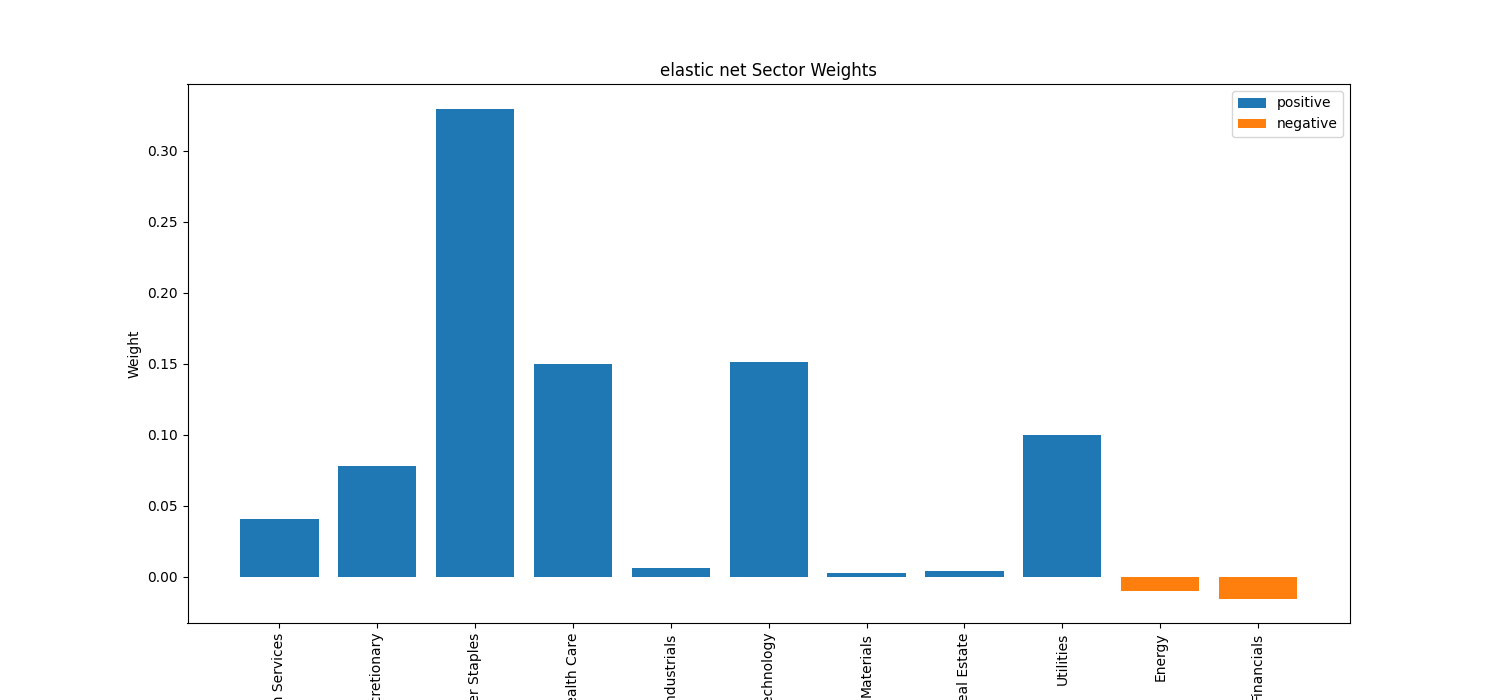 elastic net Sector Weights
positive
negative
0.30
0.25
0.20
0.15
0.10
0.05
0.00
Weight
Services
cretionary
er Staples
ealth Care
ndustrials
echnology
Materials
eal Estate
Utilities
Energy
Financials